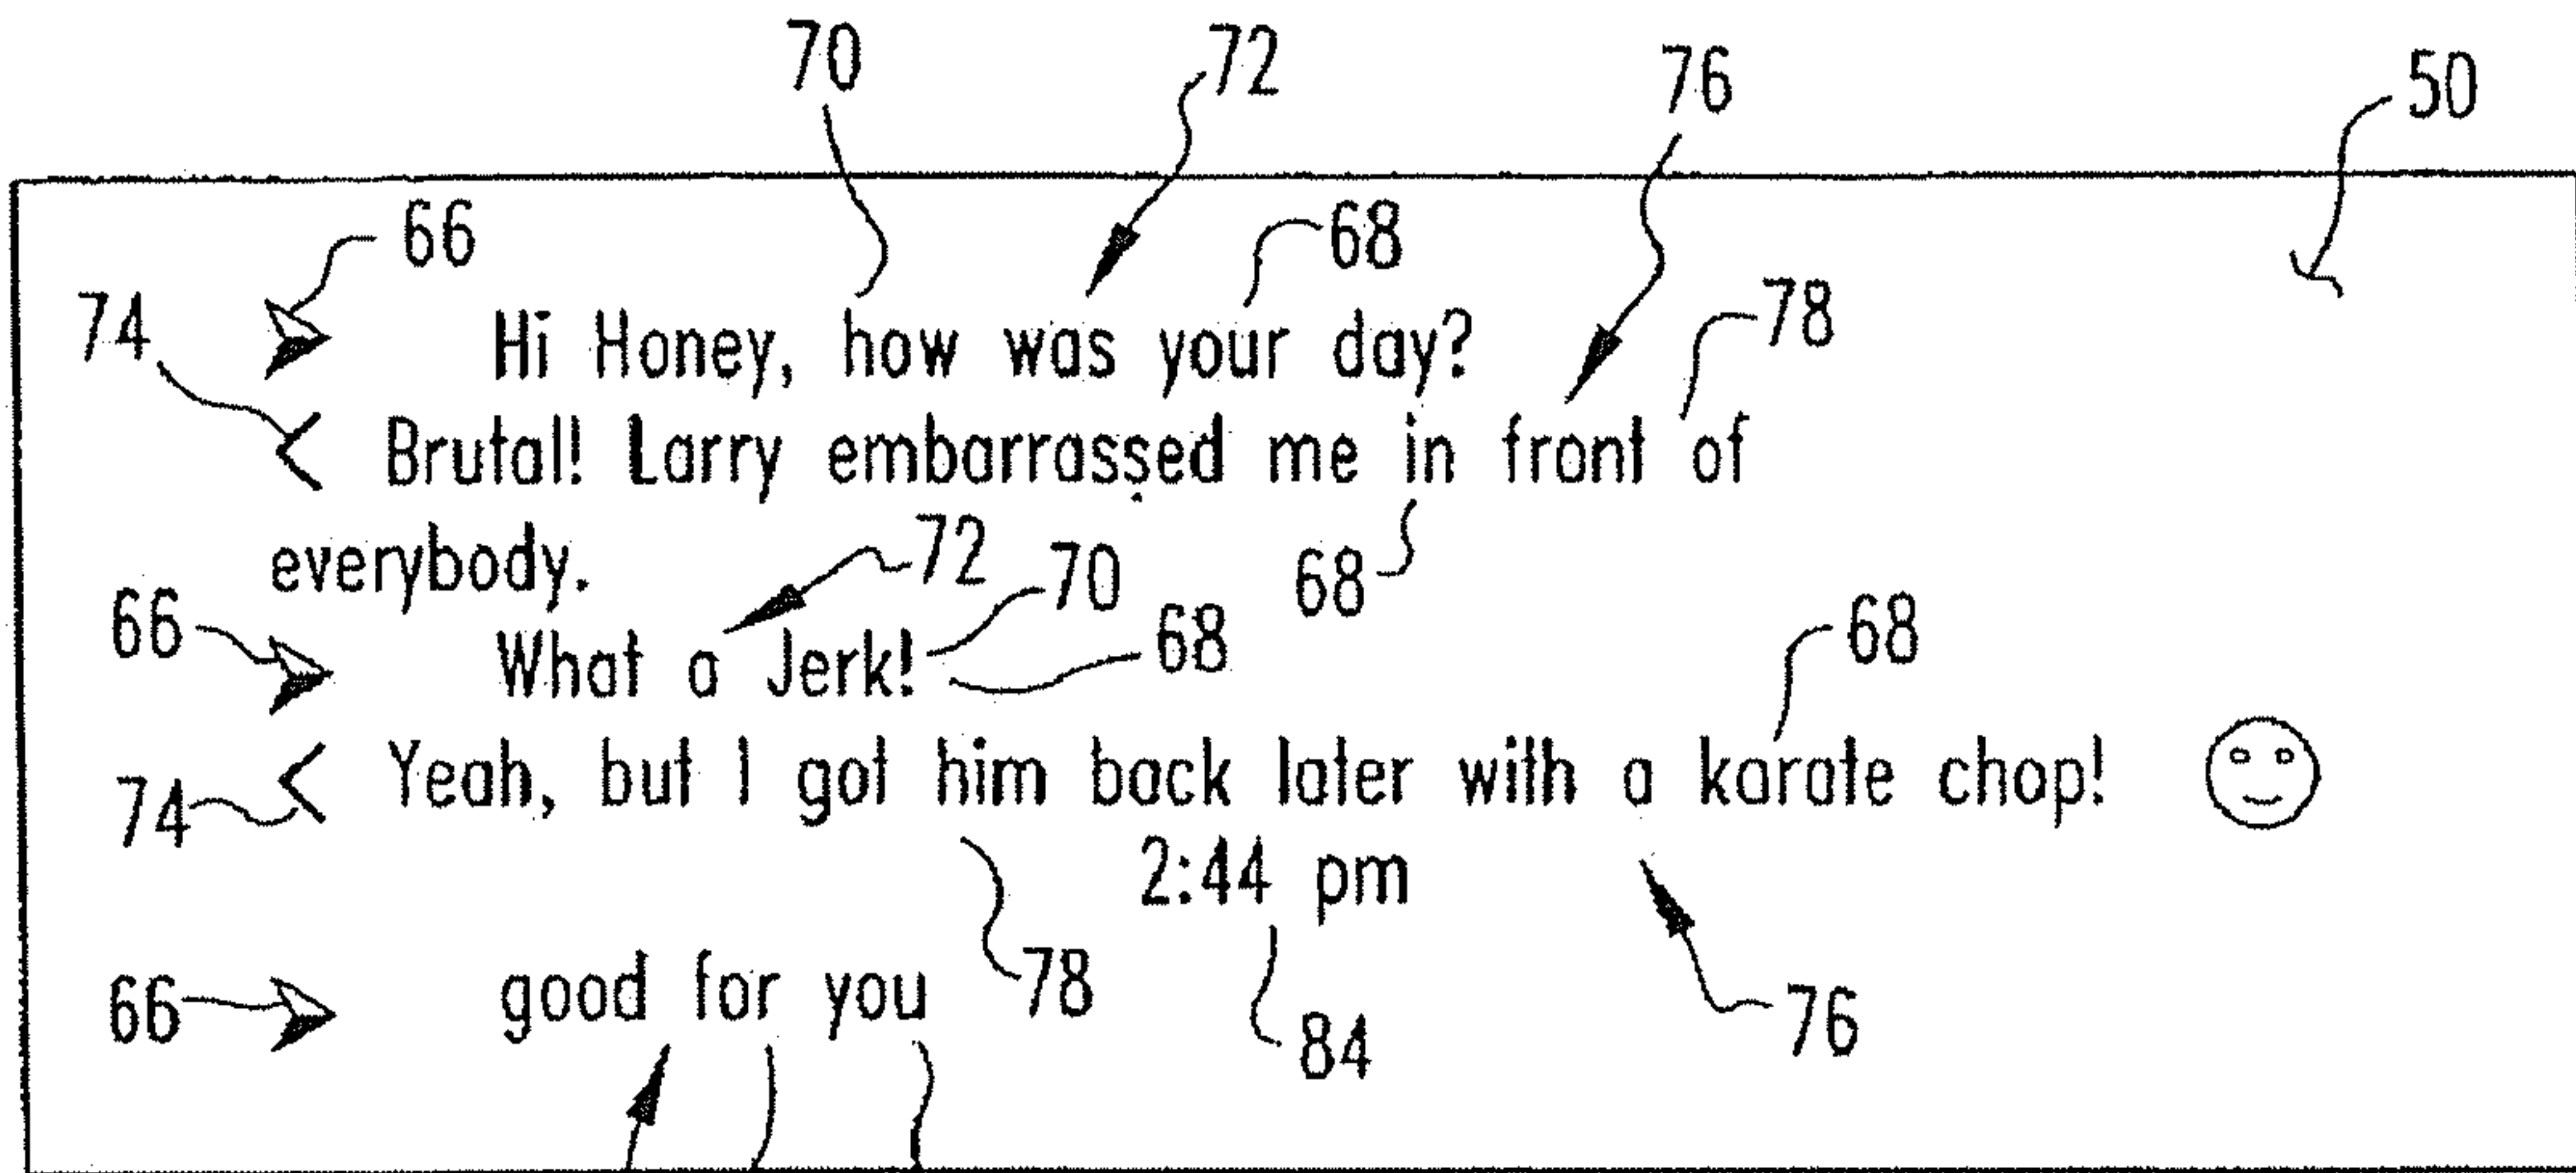 70 72 76 50
66 68
74 Hi Honey, how was your day? 78
Brutal! Larry embarrassed me in front of
everybody. 72 70 68
66 What a Jerk! 68 68
Yeah, but I got him back later with a karate chop!
74 2:44 pm
66 good for you 78 84 76